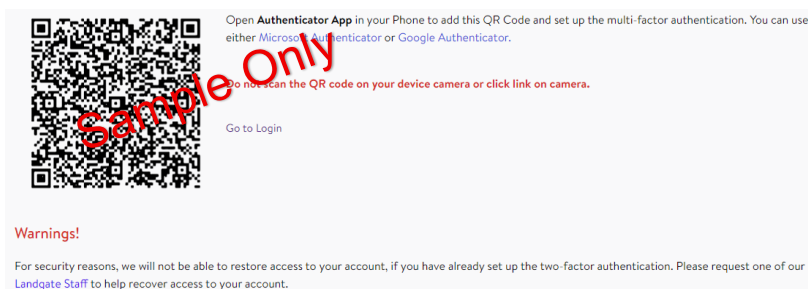 Open Authenticator App in your Phone to add this QR Code and set up the multi-factor authentication. You can use
either Microsoft Authenticator or Google Authenticator.
Do not scan the QR code on your device camera or click link on camera.
Go to Login
Sample Only
Warnings!
For security reasons, we will not be able to restore access to your account, if you have already set up the two-factor authentication. Please request one of our
Landgate Staff to help recover access to your account.